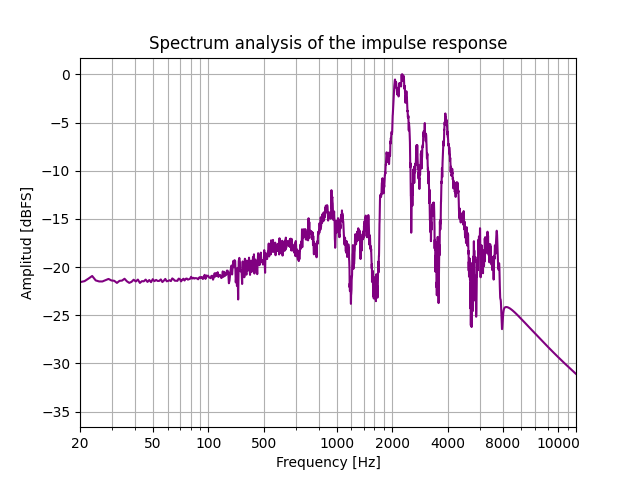 Spectrum analysis of the impulse response
Amplitud [dBFS]
0
−5
−10
−15
−20
−25
−30
−35
20 50 100 500 1000 2000 4000 8000 10000
Frequency [Hz]